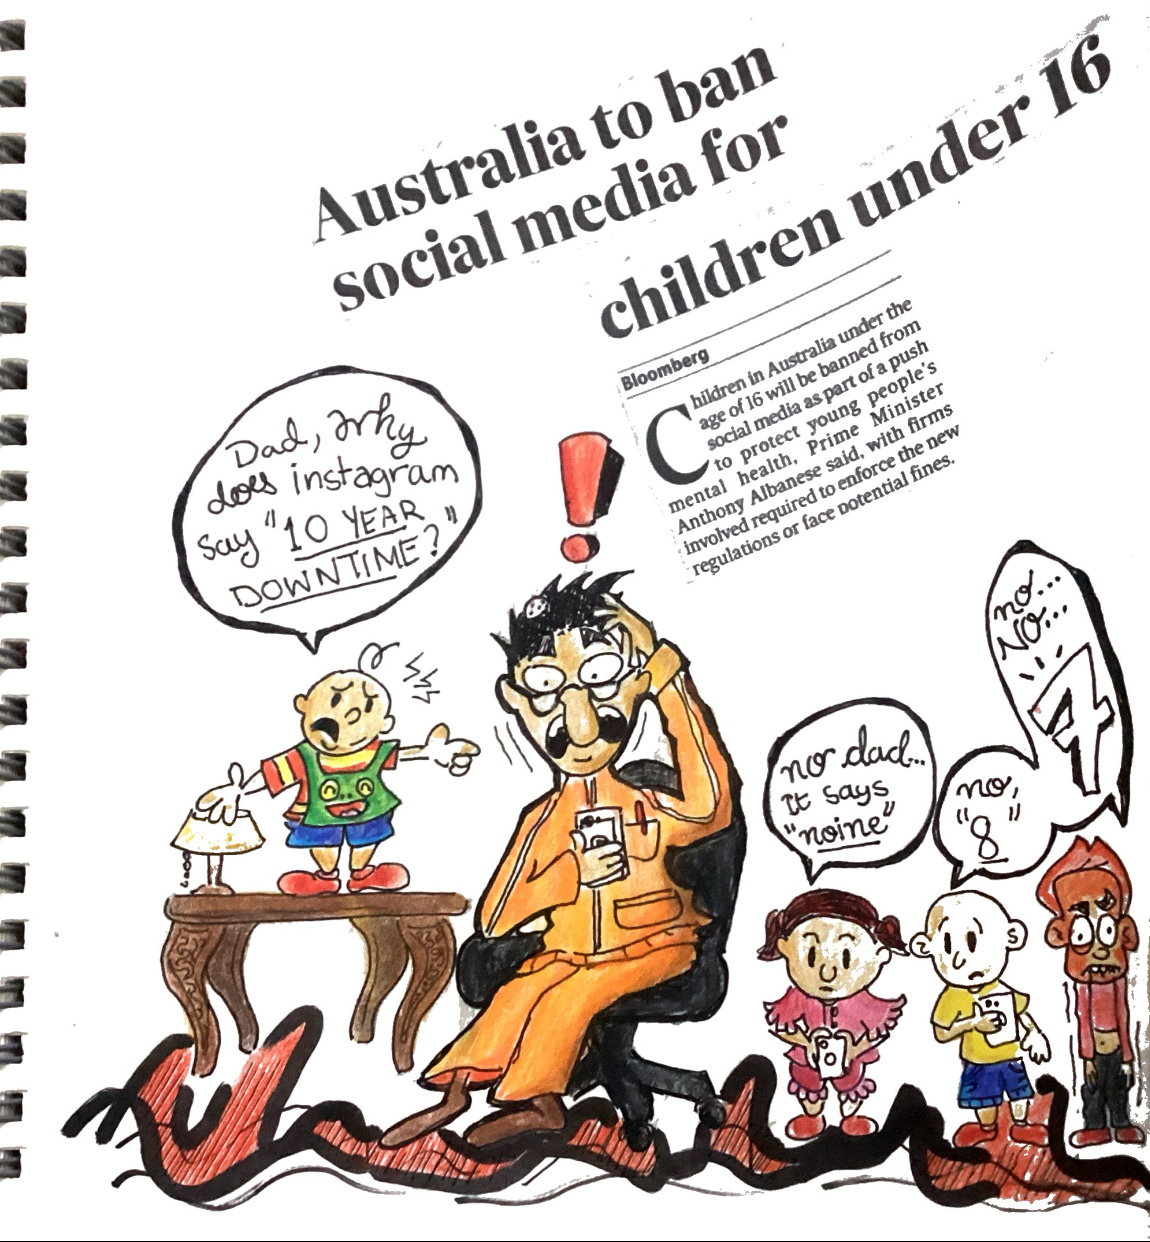 Australia to ban
social media for
children under 16
Bloomberg
Children in Australia under the
age of 16 will be banned from
social media as part of a push
to protect young people's
mental health, Prime Minister
Anthony Albanese said, with firms
involved required to enforce the new
regulations or face potential fines.
Dad, why
does instagram
say "10 YEAR
DOWNTIME?"
no dad..
it says
"noine"
no,
"8"
no...
NO...
4